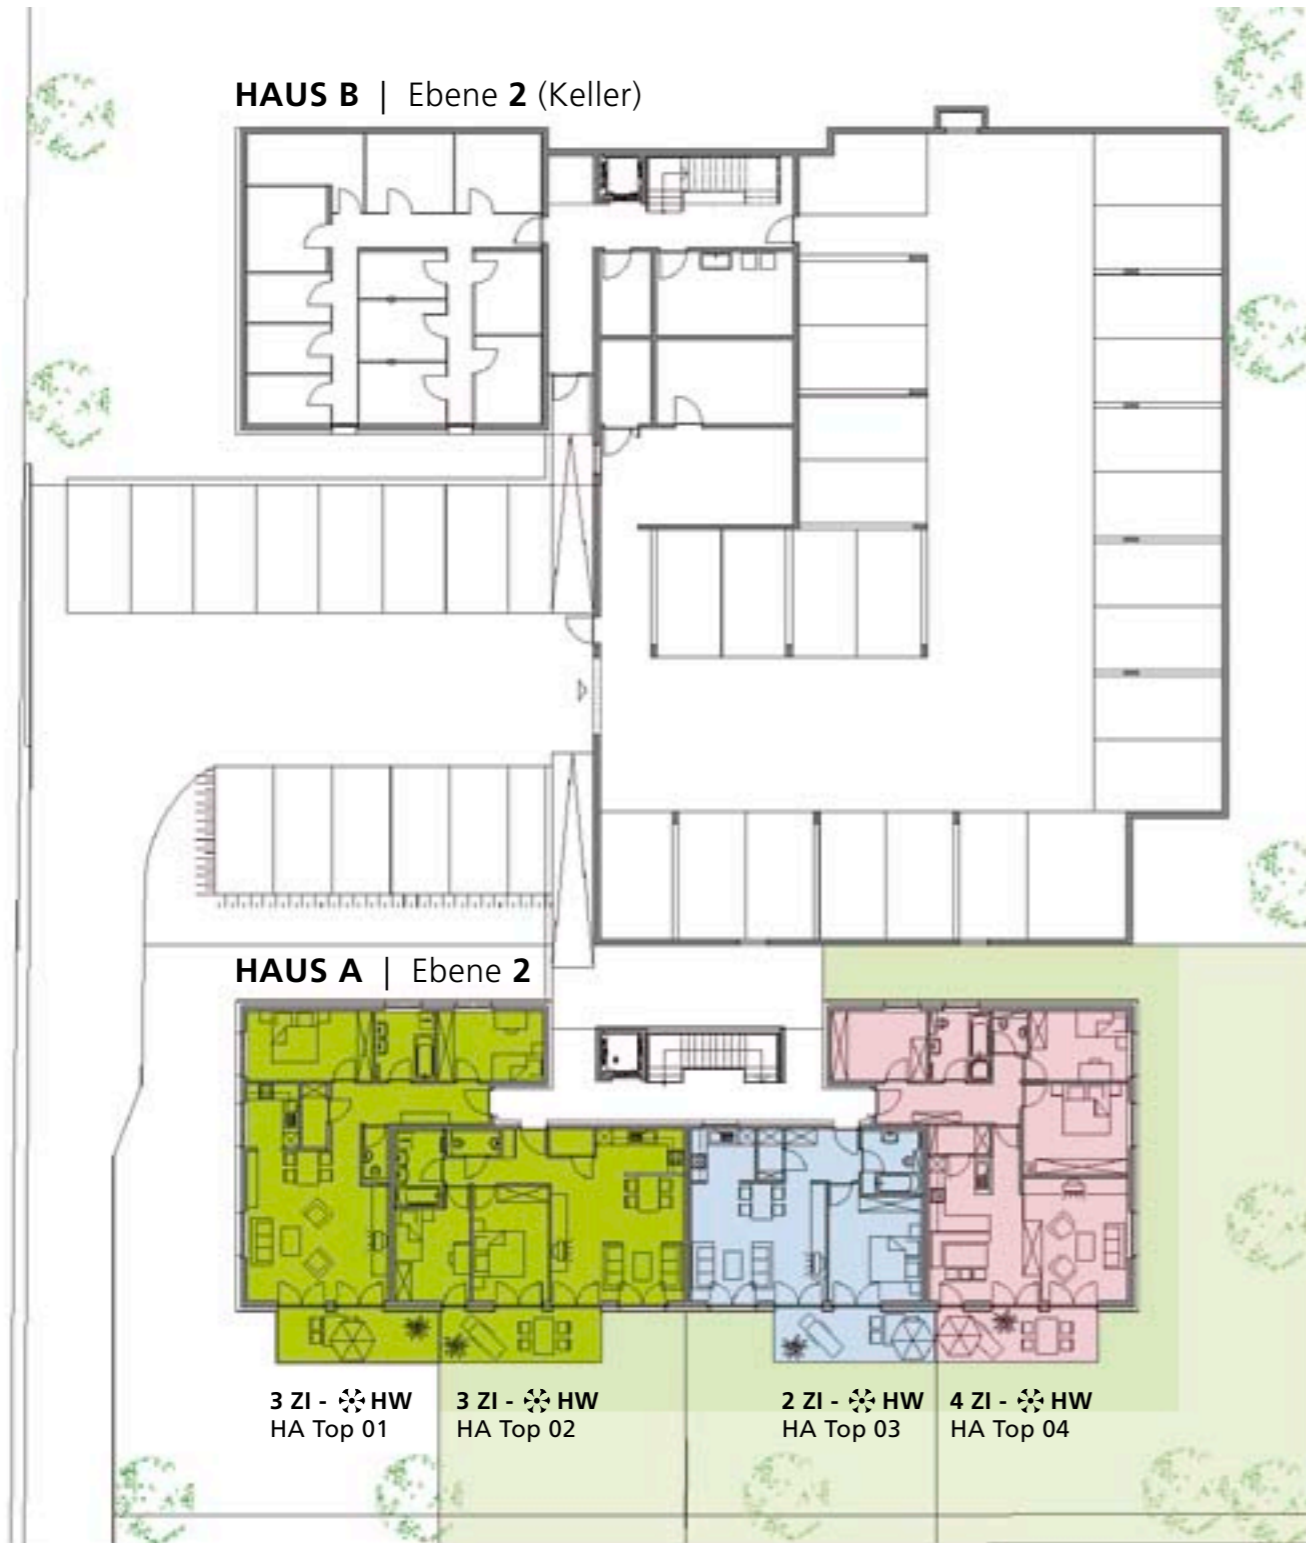 HAUS B | Ebene 2 (Keller)
HAUS A | Ebene 2
3 ZI - HW
HA Top 01
3 ZI - HW
HA Top 02
2 ZI - HW
HA Top 03
4 ZI - HW
HA Top 04